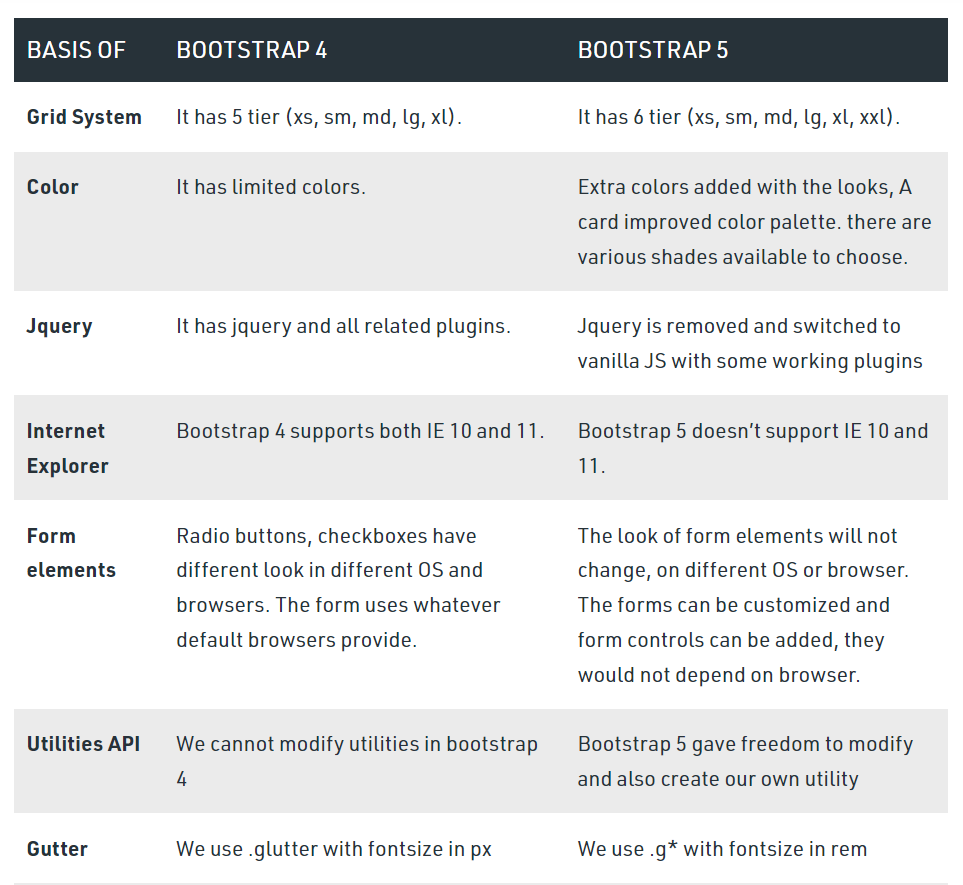 BASIS OF BOOTSTRAP 4 BOOTSTRAP 5
Grid System It has 5 tier (xs, sm, md, lg, xl). It has 6 tier (xs, sm, md, lg, xl, xxl).
Color It has limited colors. Extra colors added with the looks, A
card improved color palette. there are
various shades available to choose.
Jquery It has jquery and all related plugins. Jquery is removed and switched to
vanilla JS with some working plugins
Internet Bootstrap 4 supports both IE 10 and 11. Bootstrap 5 doesn’t support IE 10 and
Explorer 11.
Form Radio buttons, checkboxes have The look of form elements will not
elements different look in different OS and change, on different OS or browser.
browsers. The form uses whatever The forms can be customized and
default browsers provide. form controls can be added, they
would not depend on browser.
Utilities API We cannot modify utilities in bootstrap Bootstrap 5 gave freedom to modify
4 and also create our own utility
Gutter We use .glutter with fontsize in px We use .g* with fontsize in rem